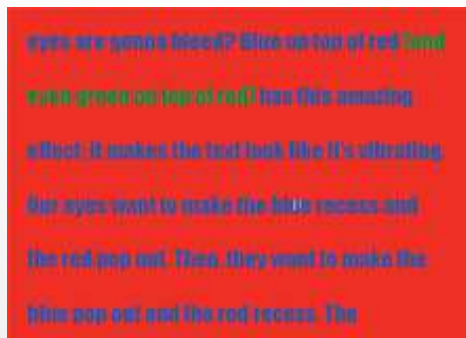 eyes are gonna bleed? Blue on top of red (and
even green on top of red) has this amazing
effect; it makes the text look like it's vibrating.
Our eyes want to make the blue recess and
the red pop out. Then, they want to make the
blue pop out and the red recess. The